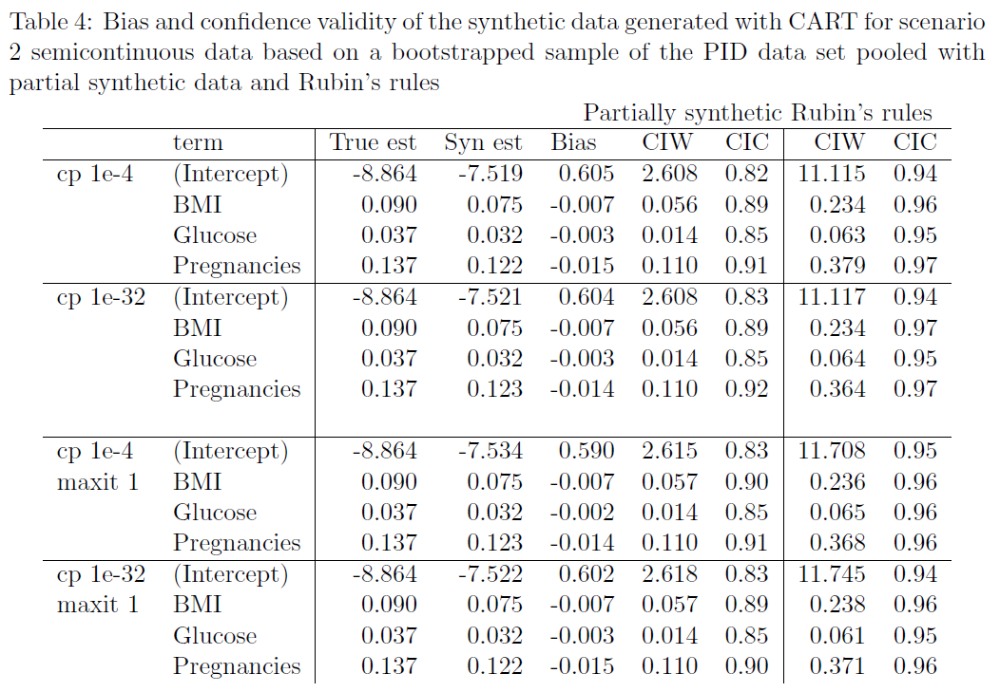 Table 4: Bias and confidence validity of the synthetic data generated with CART for scenario
2 semicontinuous data based on a bootstrapped sample of the PID data set pooled with
partial synthetic data and Rubin's rules
Partially synthetic Rubin's rules
term True est Syn est Bias CIW CIC CIW CIC
cp 1e-4 (Intercept) -8.864 -7.519 0.605 2.608 0.82 11.115 0.94
BMI 0.090 0.075 -0.007 0.056 0.89 0.234 0.96
Glucose 0.037 0.032 -0.003 0.014 0.85 0.063 0.95
Pregnancies 0.137 0.122 -0.015 0.110 0.91 0.379 0.97
cp 1e-32 (Intercept) -8.864 -7.521 0.604 2.608 0.83 11.117 0.94
BMI 0.090 0.075 -0.007 0.056 0.89 0.234 0.97
Glucose 0.037 0.032 -0.003 0.014 0.85 0.064 0.95
Pregnancies 0.137 0.123 -0.014 0.110 0.92 0.364 0.97
cp 1e-4 (Intercept) -8.864 -7.534 0.590 2.615 0.83 11.708 0.95
maxit 1 BMI 0.090 0.075 -0.007 0.057 0.90 0.236 0.96
Glucose 0.037 0.032 -0.002 0.014 0.85 0.065 0.96
Pregnancies 0.137 0.123 -0.014 0.110 0.91 0.368 0.96
cp 1e-32 (Intercept) -8.864 -7.522 0.602 2.618 0.83 11.745 0.94
maxit 1 BMI 0.090 0.075 -0.007 0.057 0.89 0.238 0.96
Glucose 0.037 0.032 -0.003 0.014 0.85 0.061 0.95
Pregnancies 0.137 0.122 -0.015 0.110 0.90 0.371 0.96